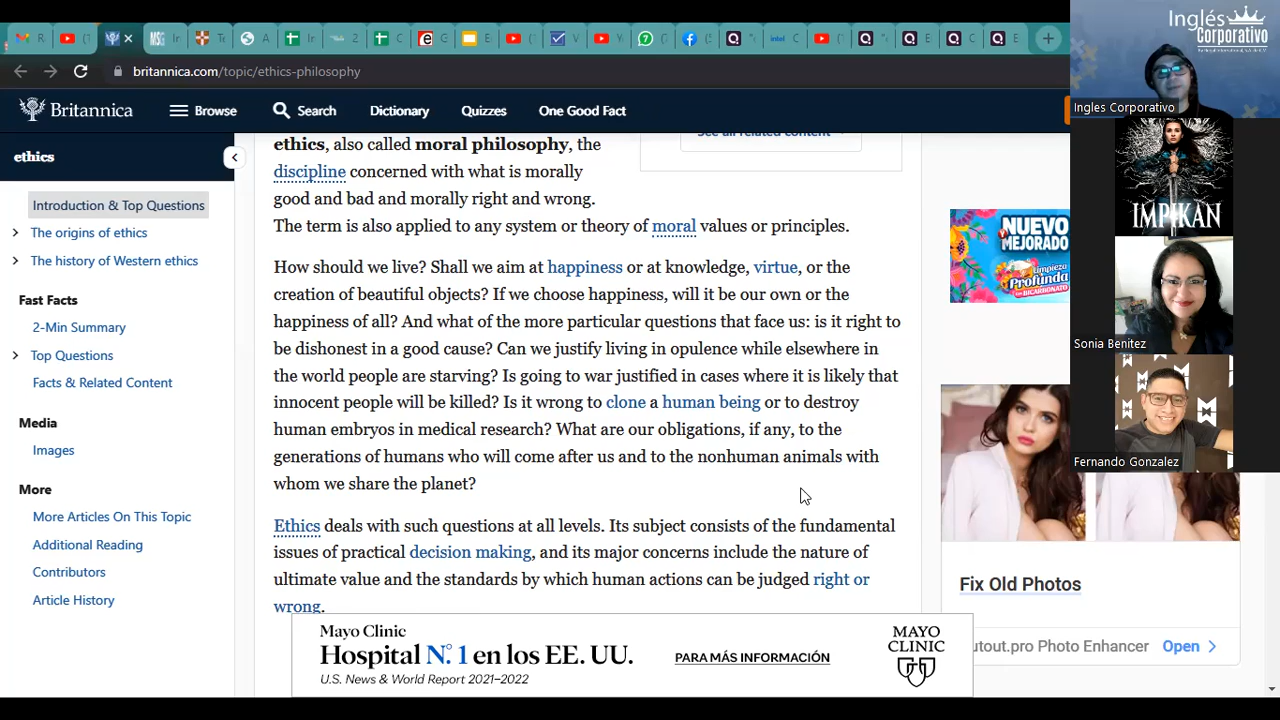 Inglés
Corporativo
britannica.com/topic/ethics-philosophy
Ingles Corporativo
Britannica
Browse
Search
Dictionary
Quizzes
One Good Fact
ethics
Introduction & Top Questions
The origins of ethics
The history of Western ethics
Fast Facts
2-Min Summary
Top Questions
Facts & Related Content
Media
Images
More
More Articles On This Topic
Additional Reading
Contributors
Article History
See all related content
ethics, also called moral philosophy, the
discipline concerned with what is morally
good and bad and morally right and wrong.
The term is also applied to any system or theory of moral values or principles.
How should we live? Shall we aim at happiness or at knowledge, virtue, or the
creation of beautiful objects? If we choose happiness, will it be our own or the
happiness of all? And what of the more particular questions that face us: is it right to
be dishonest in a good cause? Can we justify living in opulence while elsewhere in
the world people are starving? Is going to war justified in cases where it is likely that
innocent people will be killed? Is it wrong to clone a human being or to destroy
human embryos in medical research? What are our obligations, if any, to the
generations of humans who will come after us and to the nonhuman animals with
whom we share the planet?
Ethics deals with such questions at all levels. Its subject consists of the fundamental
issues of practical decision making, and its major concerns include the nature of
ultimate value and the standards by which human actions can be judged right or
wrong.
Mayo Clinic
Hospital N.° 1 en los EE. UU.
U.S. News & World Report 2021–2022
PARA MÁS INFORMACIÓN
MAYO
CLINIC
NUEVO
Y MEJORADO
Limpieza
Profunda
con BICARBONATO
Fix Old Photos
utout.pro Photo Enhancer
Open
IMPIKAN
Sonia Benitez
Fernando Gonzalez